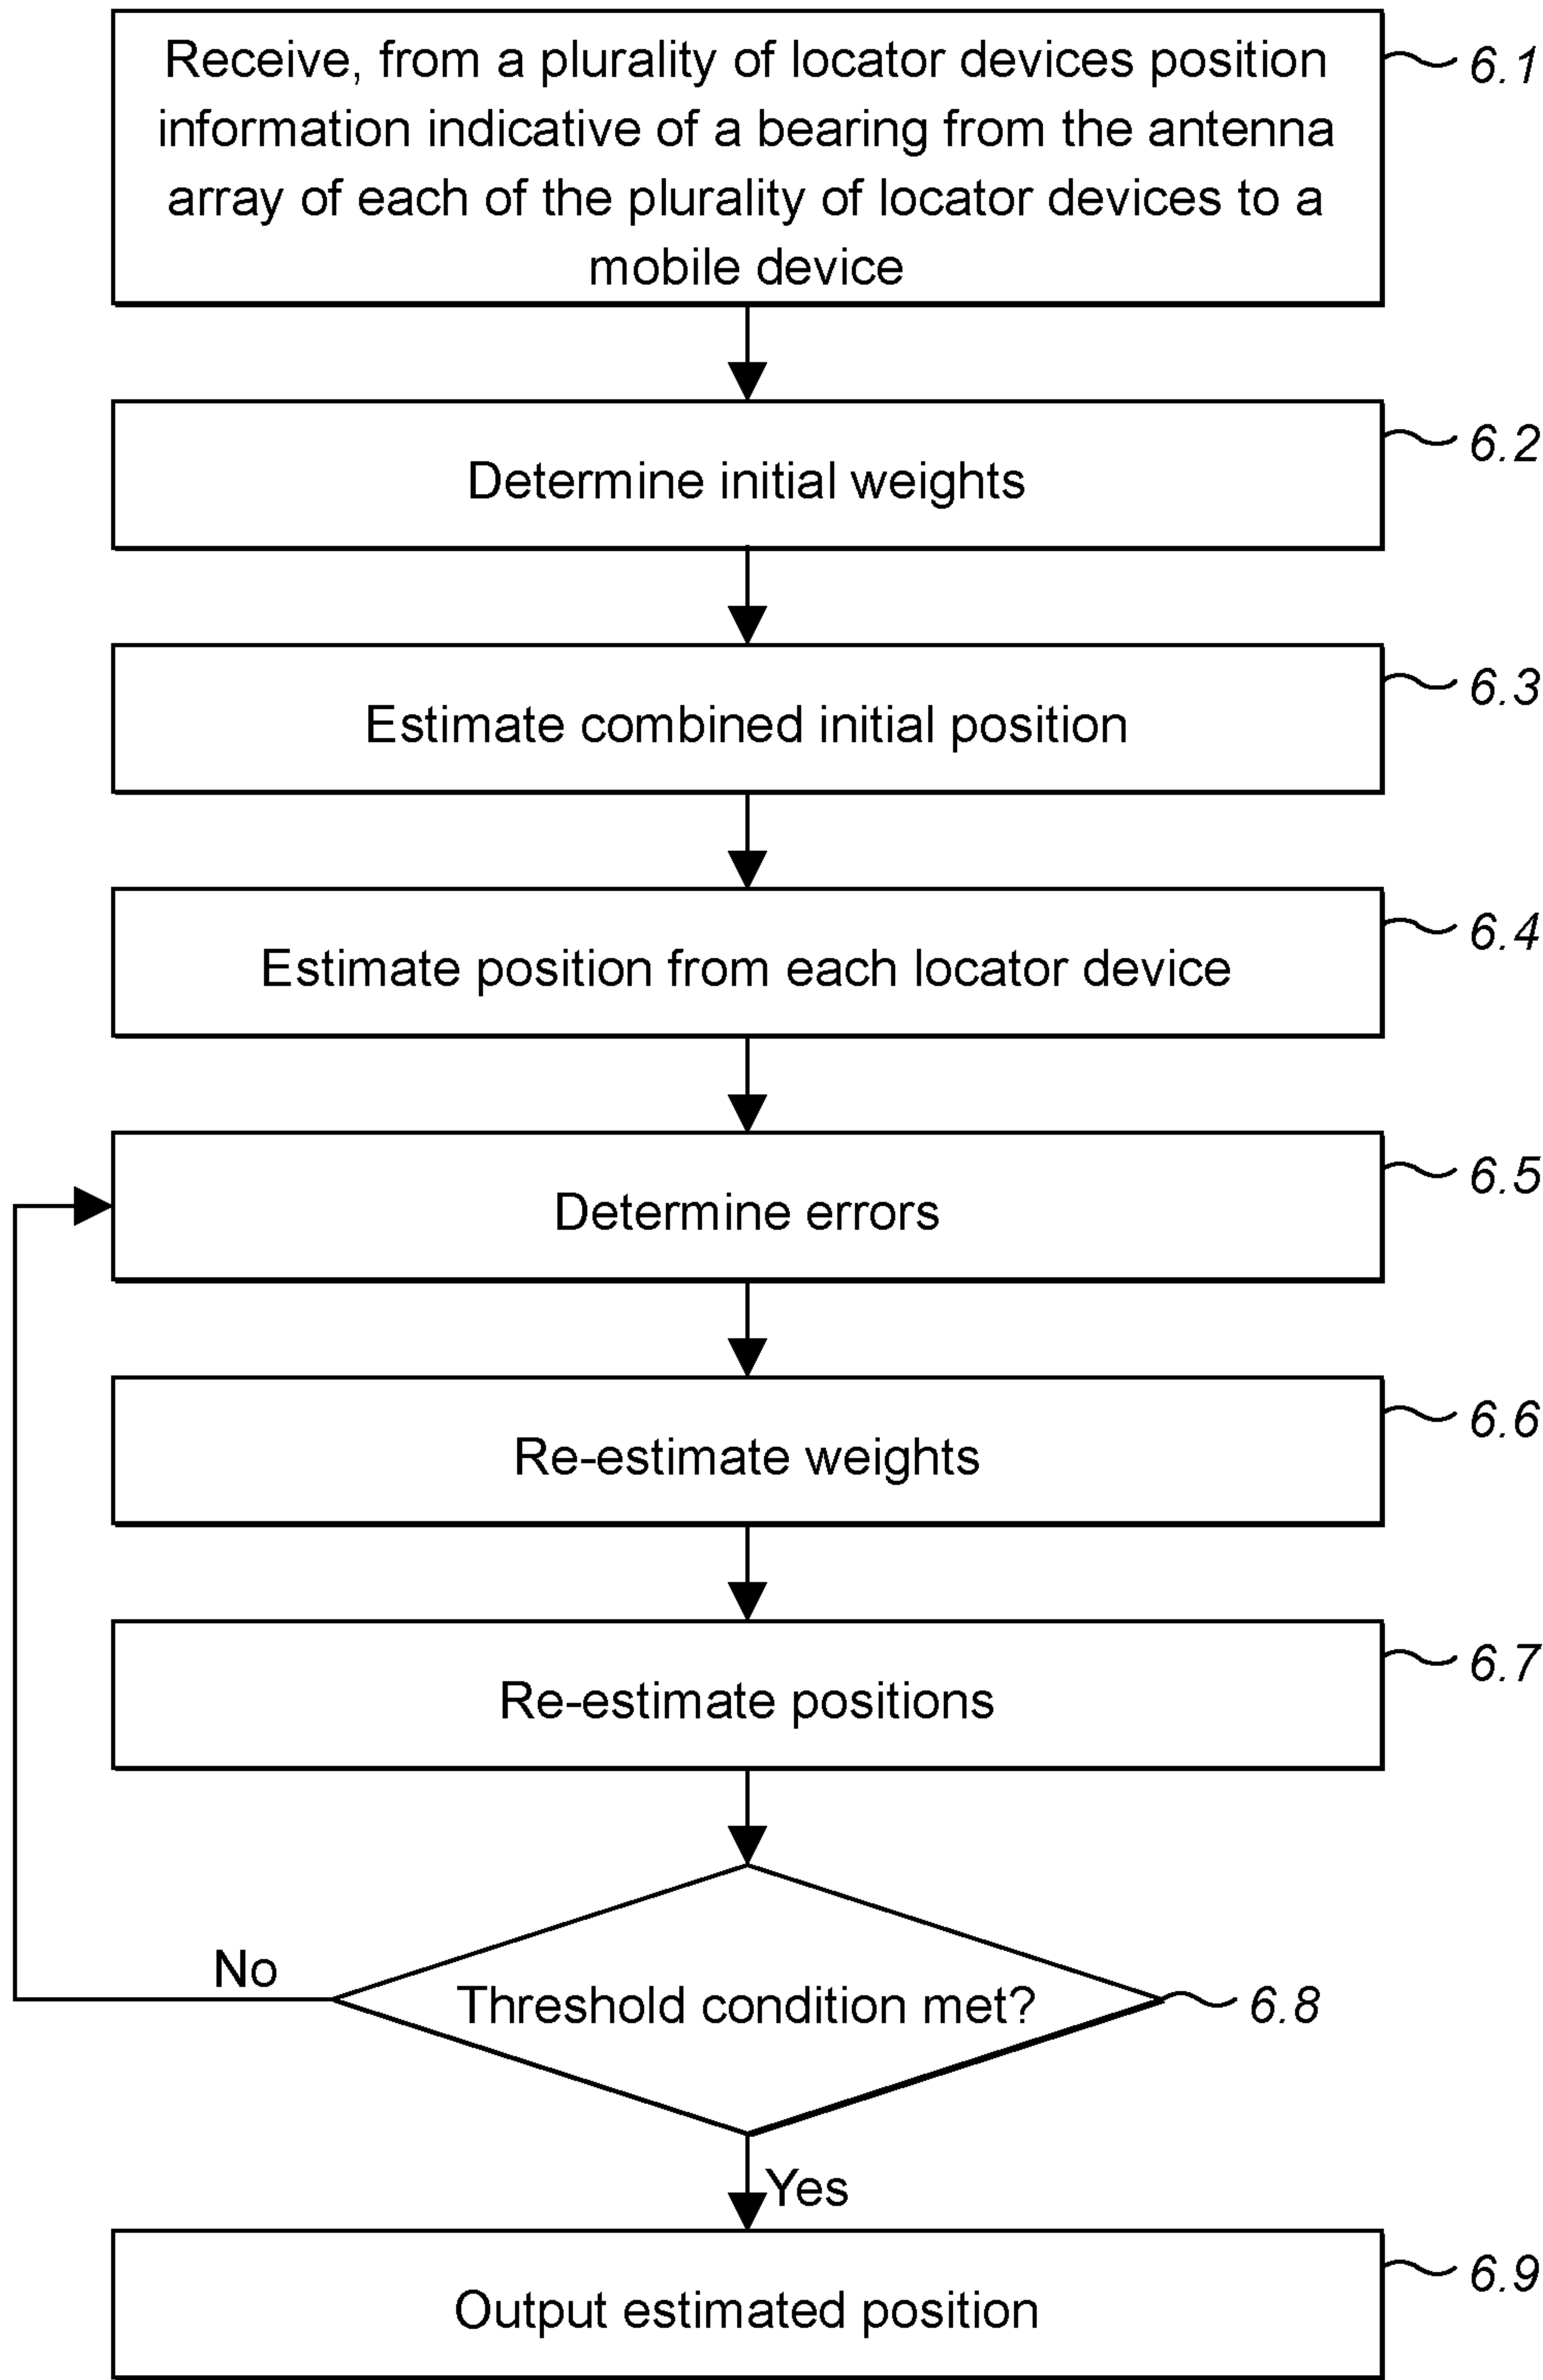 Receive, from a plurality of locator devices position
information indicative of a bearing from the antenna
array of each of the plurality of locator devices to a
mobile device
6.1
Determine initial weights
6.2
Estimate combined initial position
6.3
Estimate position from each locator device
6.4
Determine errors
6.5
Re-estimate weights
6.6
Re-estimate positions
6.7
No
Threshold condition met?
6.8
Yes
Output estimated position
6.9